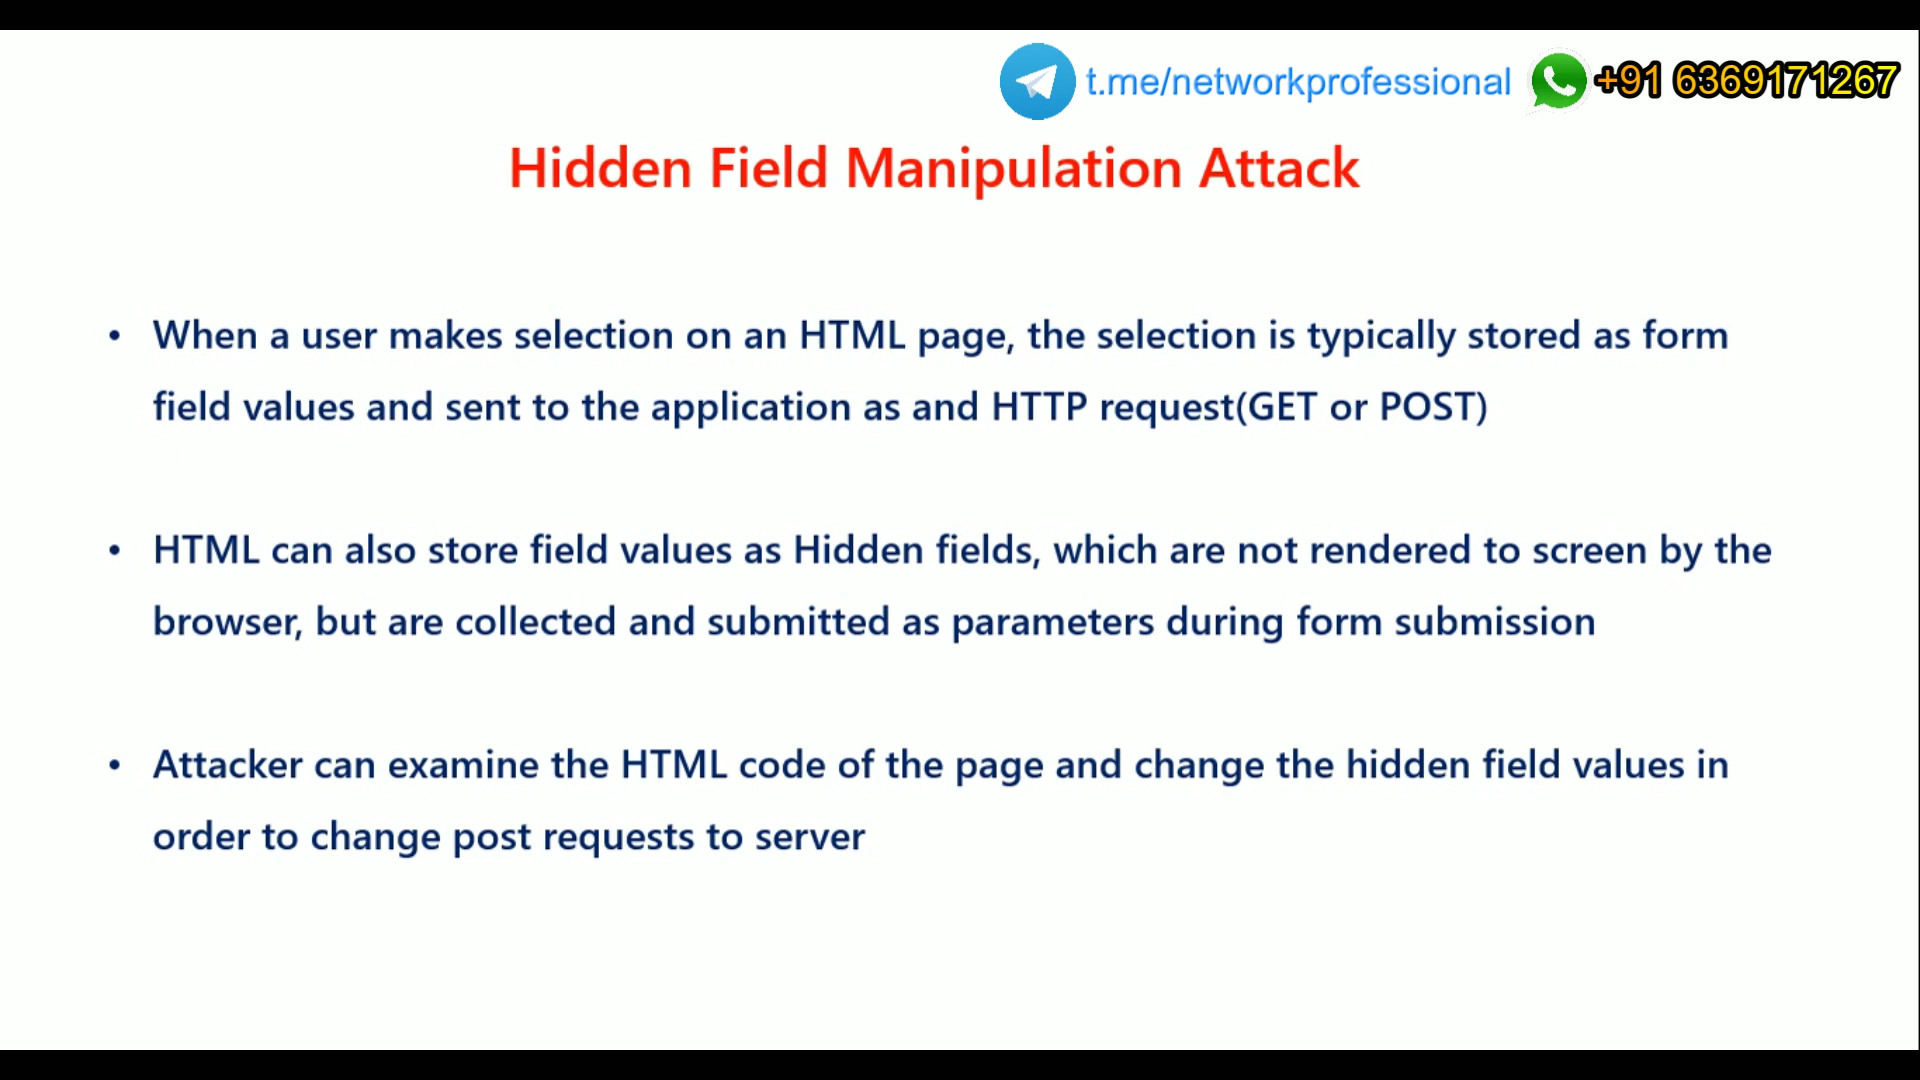 t.me/networkprofessional +91 6369171267
Hidden Field Manipulation Attack
• When a user makes selection on an HTML page, the selection is typically stored as form
field values and sent to the application as and HTTP request(GET or POST)
• HTML can also store field values as Hidden fields, which are not rendered to screen by the
browser, but are collected and submitted as parameters during form submission
• Attacker can examine the HTML code of the page and change the hidden field values in
order to change post requests to server